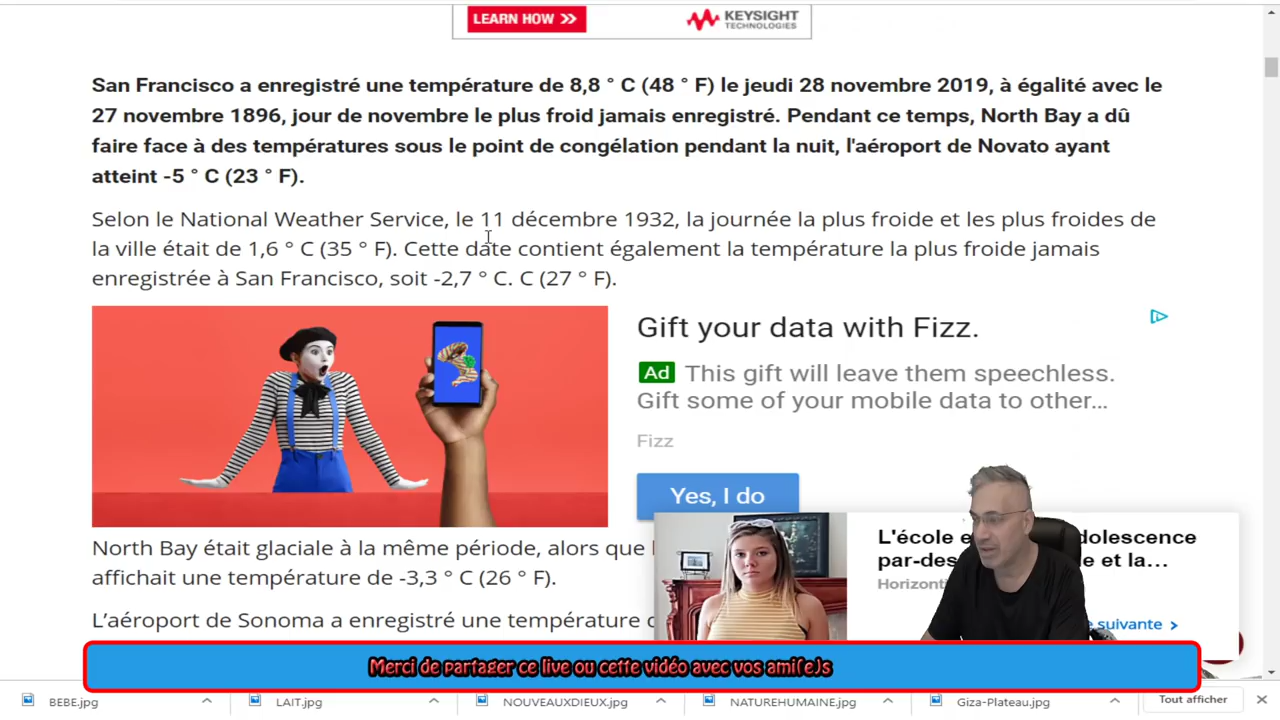 LEARN HOW >>
KEYSIGHT
TECHNOLOGIES
San Francisco a enregistré une température de 8,8 ° C (48 ° F) le jeudi 28 novembre 2019, à égalité avec le
27 novembre 1896, jour de novembre le plus froid jamais enregistré. Pendant ce temps, North Bay a dû
faire face à des températures sous le point de congélation pendant la nuit, l'aéroport de Novato ayant
atteint -5 ° C (23 ° F).
Selon le National Weather Service, le 11 décembre 1932, la journée la plus froide et les plus froides de
la ville était de 1,6 ° C (35 ° F). Cette date contient également la température la plus froide jamais
enregistrée à San Francisco, soit -2,7 ° C. C (27 ° F).
Gift your data with Fizz.
Ad This gift will leave them speechless.
Gift some of your mobile data to other...
Fizz
Yes, I do
North Bay était glaciale à la même période, alors que
affichait une température de -3,3 ° C (26 ° F).
L'aéroport de Sonoma a enregistré une température
L'école
par-des et la...
suivante >
Merci de partager ce live ou cette vidéo avec vos ami(e)s
BEBE.jpg
LAIT.jpg
NOUVEAUXDIEUX.jpg
NATUREHUMAINE.jpg
Giza-Plateau.jpg
Tout afficher